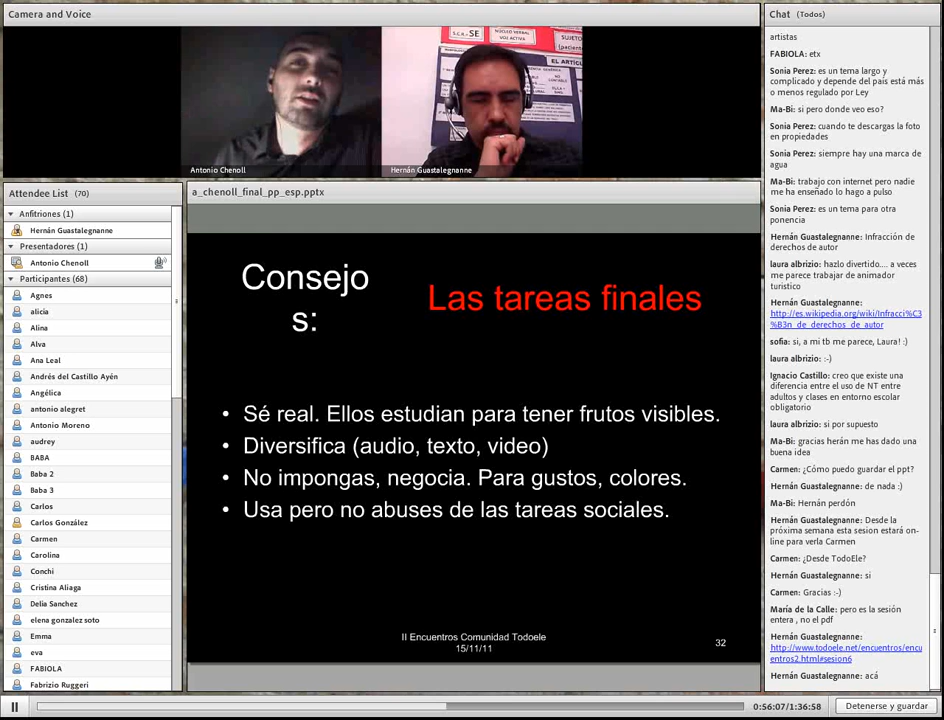 Camera and Voice
S.C.R.-SE
NÚCLEO VERBAL
VOZ ACTIVA
EL ARTÍC
Antonio Chenoll
Hernán Guastalegnanne
Attendee List (70)
Anfitriones (1)
Hernán Guastalegnanne
Presentadores (1)
Antonio Chenoll
Participantes (68)
Agnes
alicia
Alina
Alva
Ana Leal
Andrés del Castillo Ayén
Angélica
antonio alegret
Antonio Moreno
audrey
BABA
Baba 2
Baba 3
Carlos
Carlos González
Carmen
Carolina
Conchi
Cristina Aliaga
Delia Sanchez
elena gonzalez soto
Emma
eva
FABIOLA
Fabrizio Ruggeri
a_chenoll_final_pp_esp.pptx
Consejo
s:
Las tareas finales
• Sé real. Ellos estudian para tener frutos visibles.
• Diversifica (audio, texto, video)
• No impongas, negocia. Para gustos, colores.
• Usa pero no abuses de las tareas sociales.
II Encuentros Comunidad Todoele
15/11/11
32
Chat (Todos)
artistas
FABIOLA: etx
Sonia Perez: es un tema largo y
complicado y depende del país está más
o menos regulado por Ley
Ma-Bi: si pero donde veo eso?
Sonia Perez: cuando te descargas la foto
en propiedades
Sonia Perez: siempre hay una marca de
agua
Ma-Bi: trabajo con internet pero nadie
me ha enseñado lo hago a pulso
Sonia Perez: es un tema para otra
ponencia
Hernán Guastalegnanne: Infracción de
derechos de autor
laura albrizio: hazlo divertido.... a veces
me parece trabajar de animador
turistico
Hernán Guastalegnanne:
http://es.wikipedia.org/wiki/Infracci%C3
%B3n_de_derechos_de_autor
sofia: si, a mi tb me parece, Laura! :)
laura albrizio: :-)
Ignacio Castillo: creo que existe una
diferencia entre el uso de NT entre
adultos y clases en entorno escolar
obligatorio
laura albrizio: si por supuesto
Ma-Bi: gracias herán me has dado una
buena idea
Carmen: ¿Cómo puedo guardar el ppt?
Hernán Guastalegnanne: de nada :)
Ma-Bi: Hernán perdón
Hernán Guastalegnanne: Desde la
próxima semana esta sesion estará on-
line para verla Carmen
Carmen: ¿Desde TodoEle?
Hernán Guastalegnanne: si
Carmen: Gracias :-)
María de la Calle: pero es la sesión
entera , no el pdf
Hernán Guastalegnanne:
http://www.todoele.net/encuentros/encu
entros2.html#sesion6
Hernán Guastalegnanne: acá
0:56:07/1:36:58
Detenerse y guardar